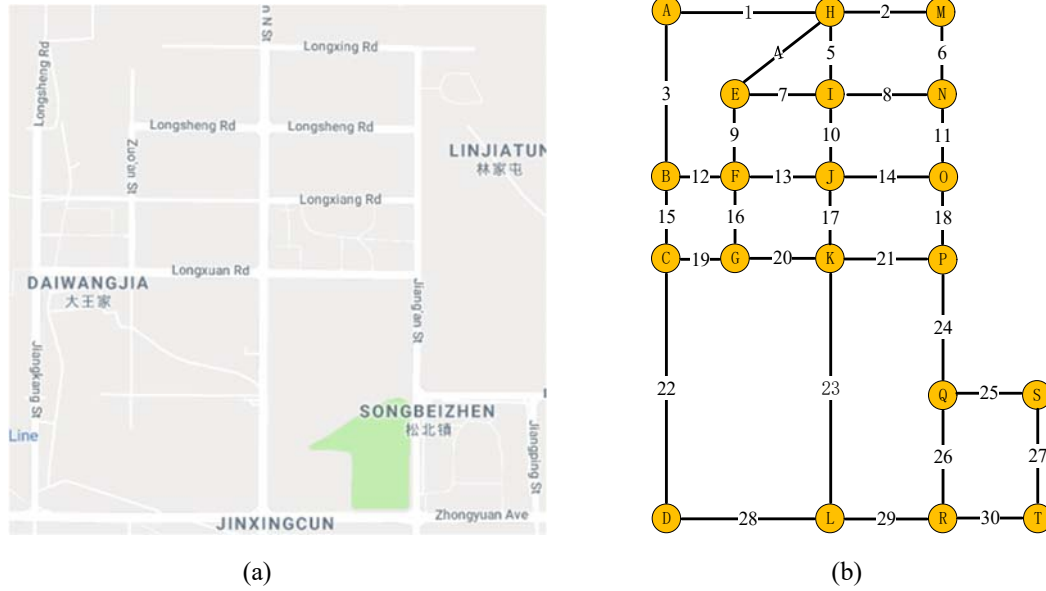 n N St
Longxing Rd
Longsheng Rd
Longsheng Rd
Longsheng Rd
Zuo'an St
LINJIATUN
林家屯
Longxiang Rd
Longxuan Rd
DAIWANGJIA
大王家
Jiang'an St
Jiangkang St
SONGBEIZHEN
松北镇
Line
Jiangping St
Zhongyuan Ave
JINXINGCUN
(a)
A 1 H 2 M
3 4 5 6
E 7 I 8 N
9 10 11
B 12 F 13 J 14 O
15 16 17 18
C 19 G 20 K 21 P
24
22 23
Q 25 S
26 27
D 28 L 29 R 30 T
(b)